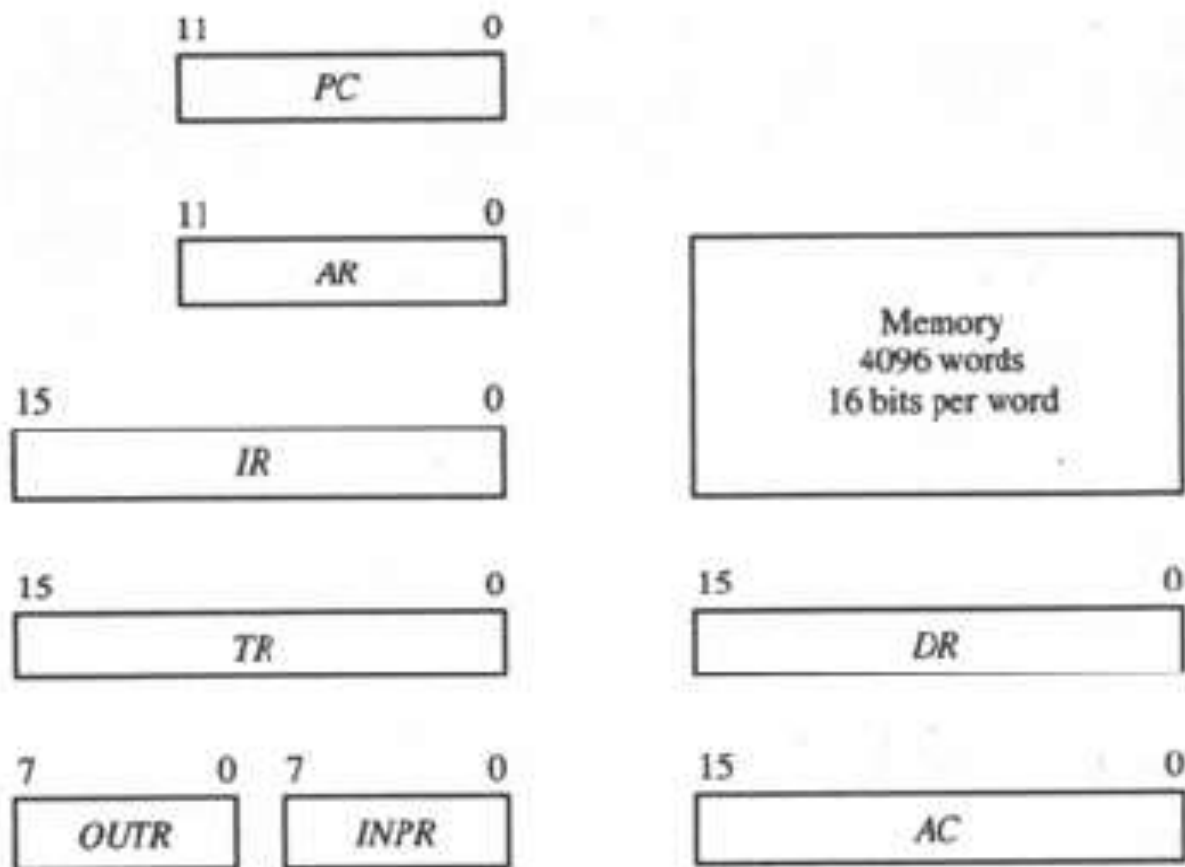 11 0
PC
11 0
AR
Memory
4096 words
16 bits per word
15 0
IR
15 0
TR
15 0
DR
7 0
OUTR
7 0
INPR
15 0
AC